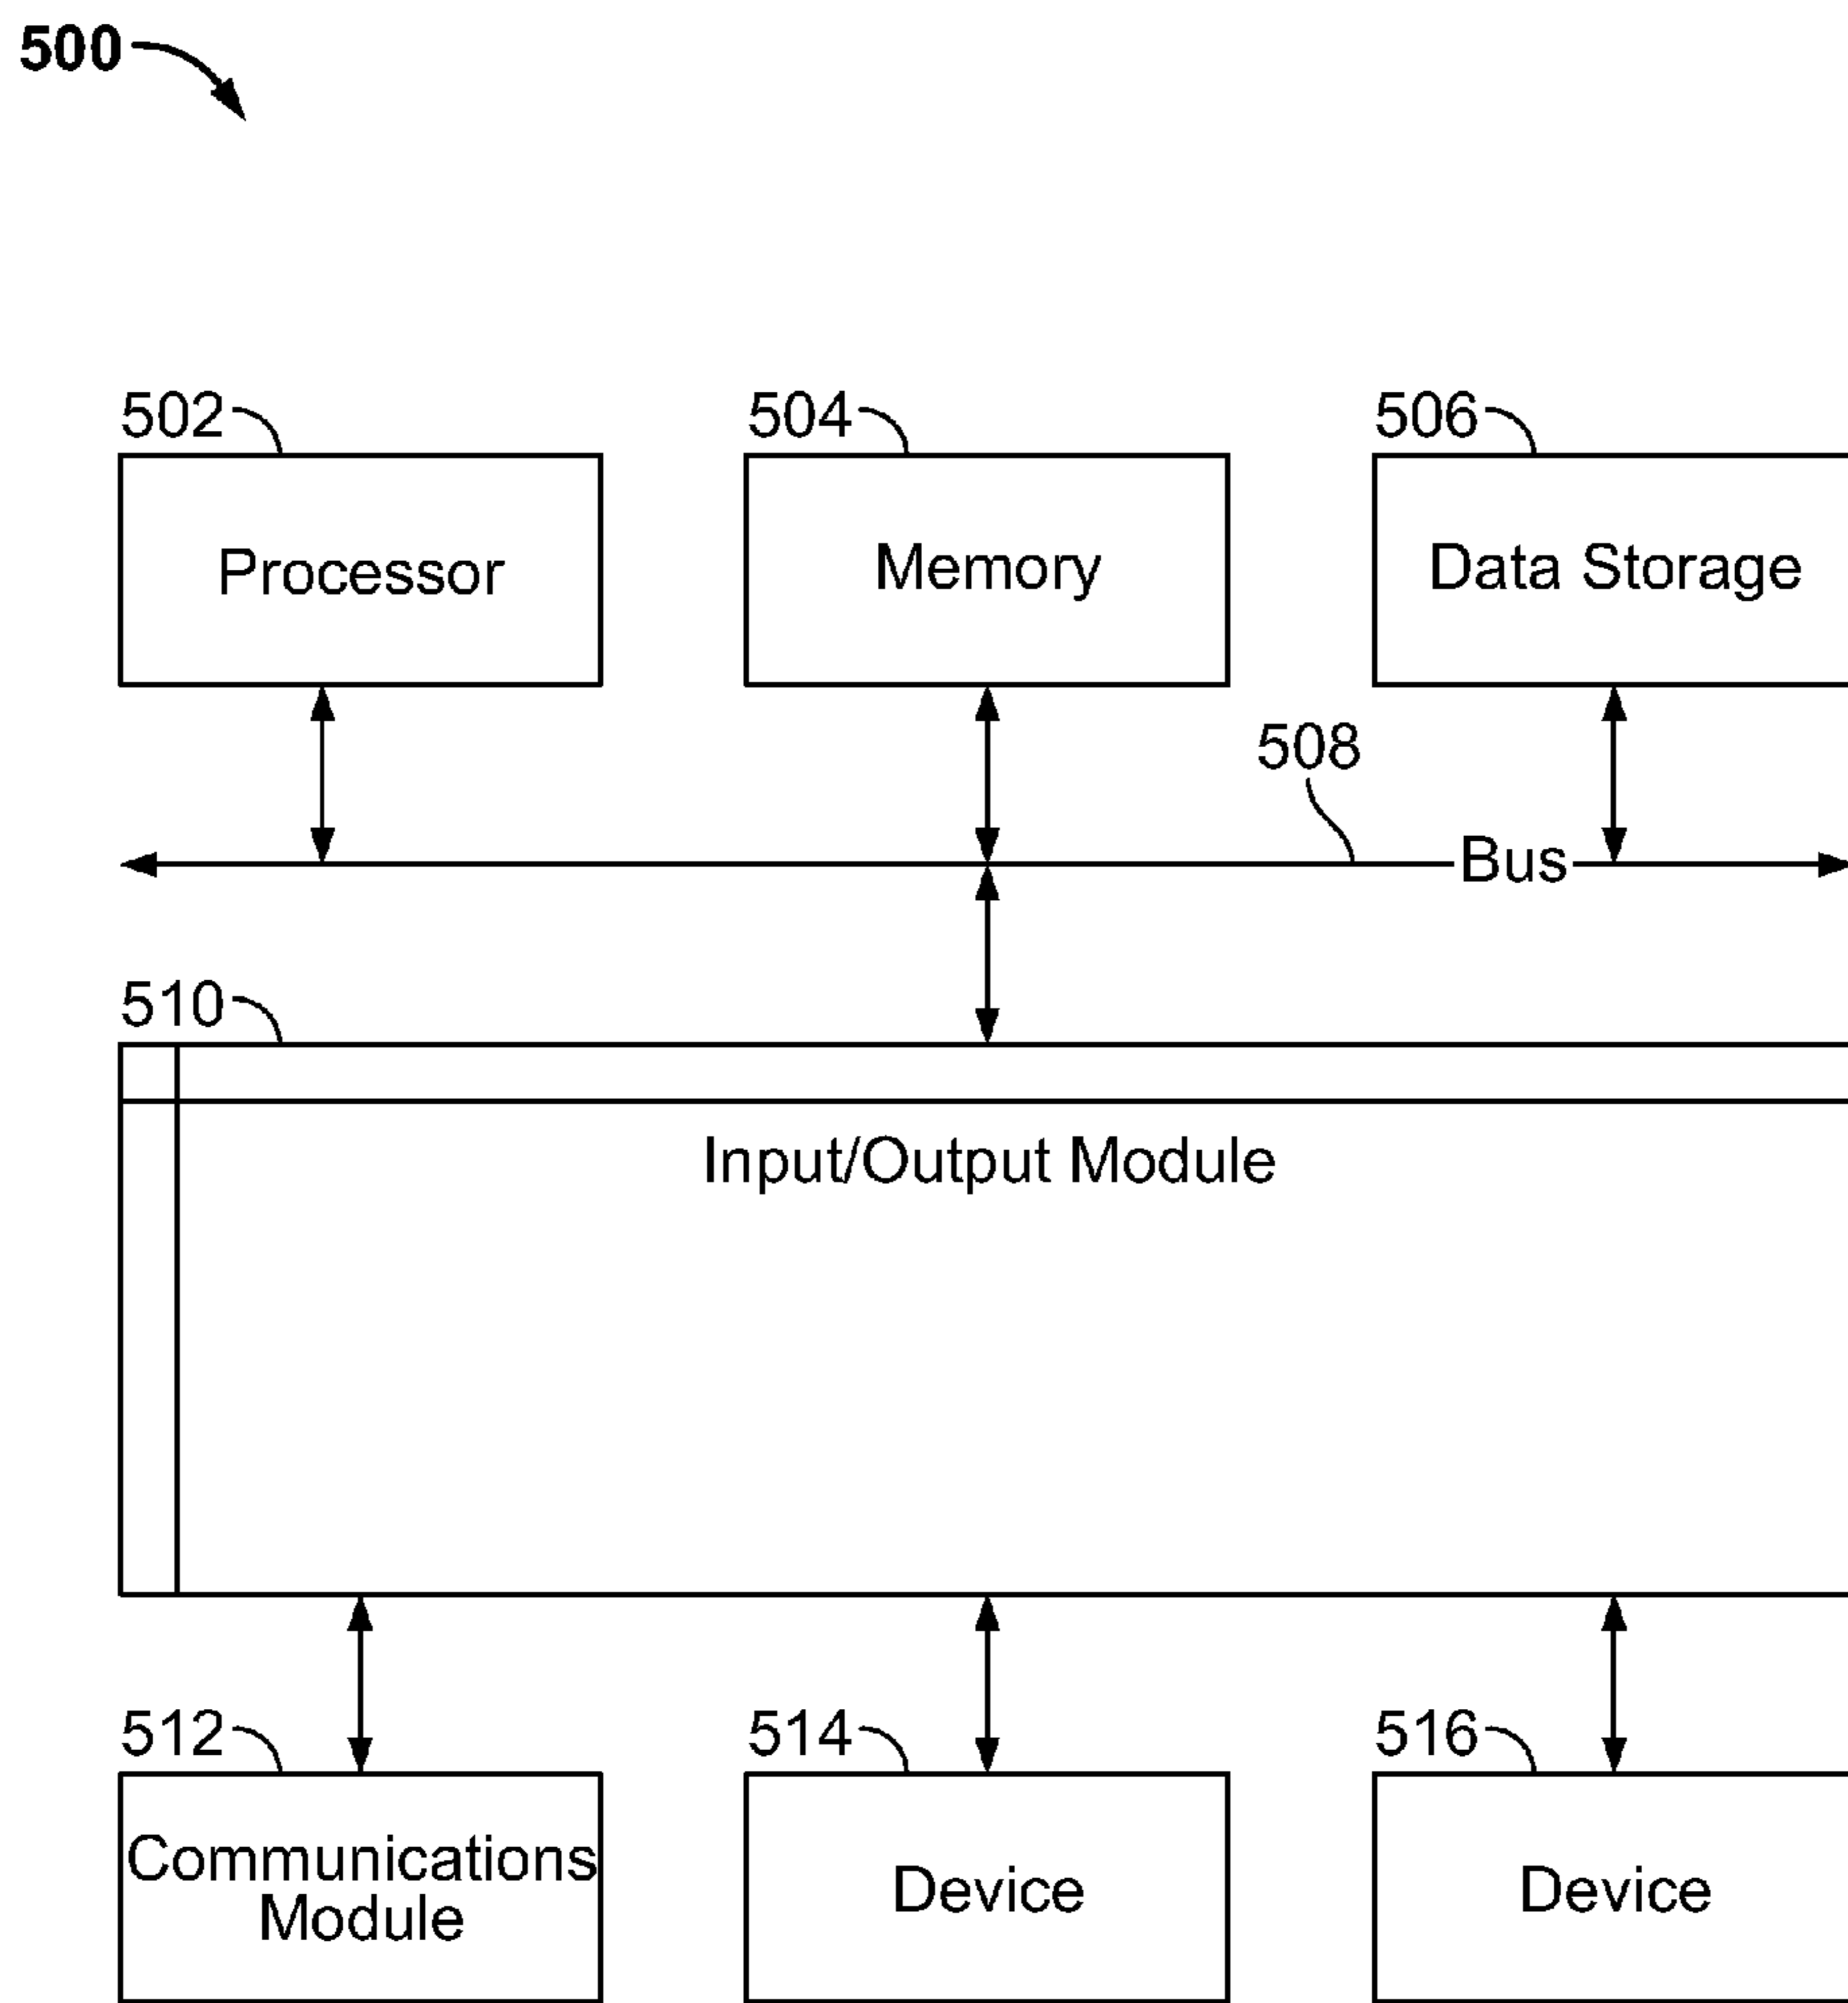 500
502
504
506
Processor
Memory
Data Storage
508
Bus
510
Input/Output Module
512
514
516
Communications
Module
Device
Device